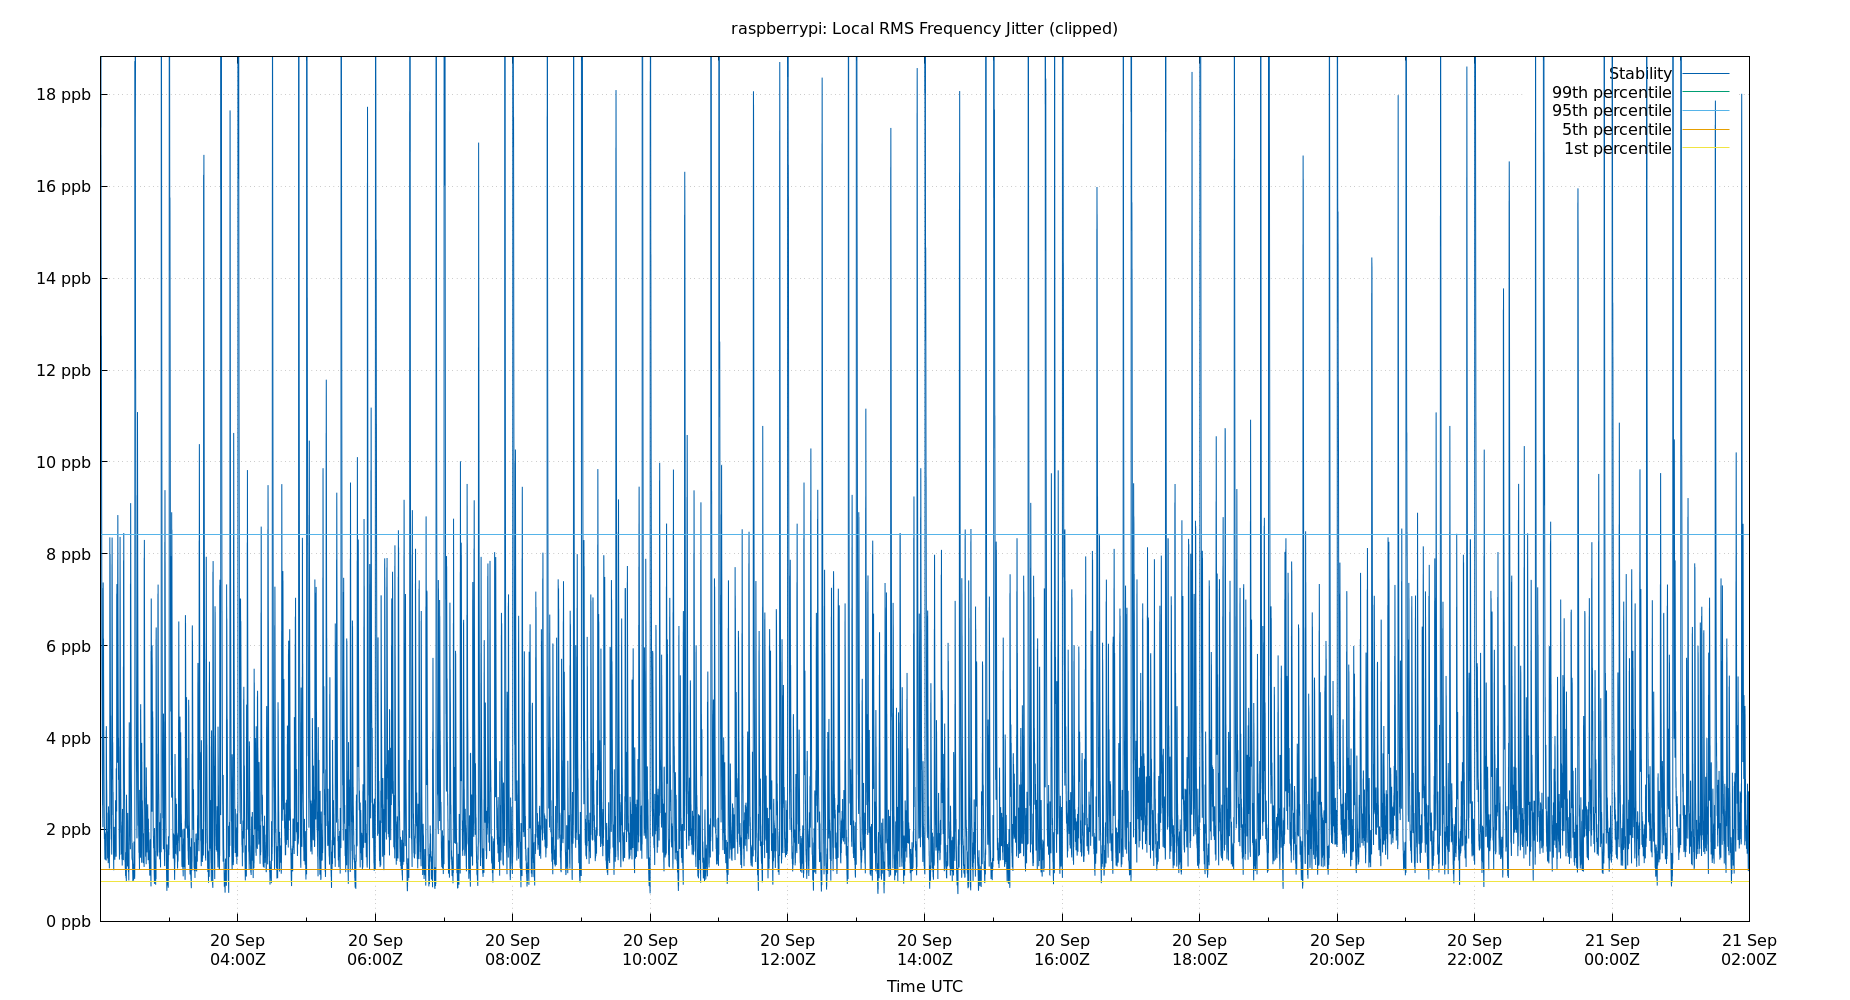 raspberrypi: Local RMS Frequency Jitter (clipped)
Stability
99th percentile
95th percentile
5th percentile
1st percentile
18 ppb
16 ppb
14 ppb
12 ppb
10 ppb
8 ppb
6 ppb
4 ppb
2 ppb
0 ppb
20 Sep 20 Sep 20 Sep 20 Sep 20 Sep 20 Sep 20 Sep 20 Sep 20 Sep 20 Sep 21 Sep 21 Sep
04:00Z 06:00Z 08:00Z 10:00Z 12:00Z 14:00Z 16:00Z 18:00Z 20:00Z 22:00Z 00:00Z 02:00Z
Time UTC